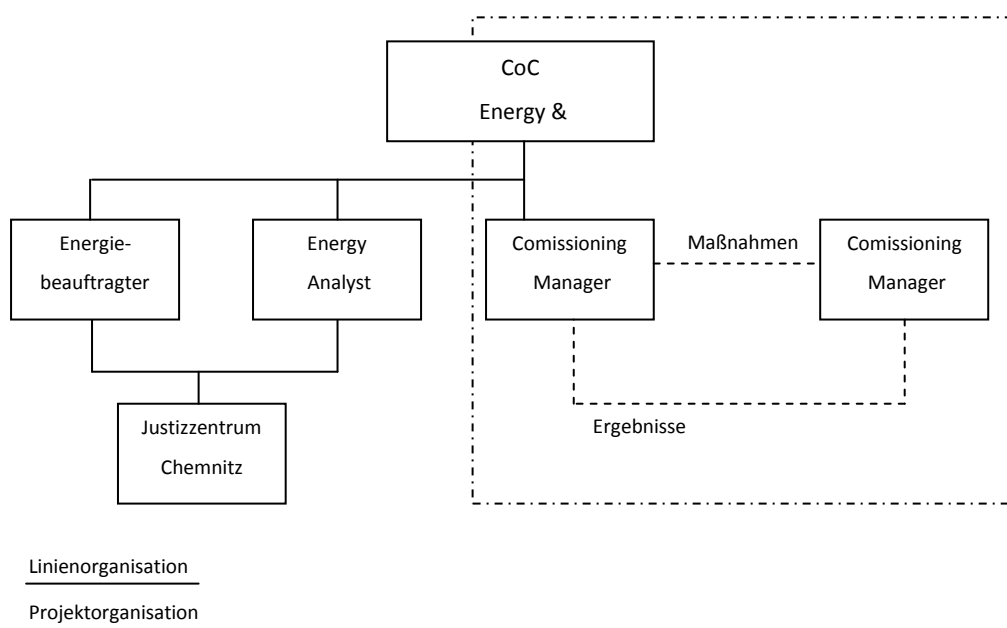 CoC
Energy &
Energie-
beauftragter
Energy
Analyst
Comissioning
Manager
Maßnahmen
Comissioning
Manager
Ergebnisse
Justizzentrum
Chemnitz
Linienorganisation
Projektorganisation